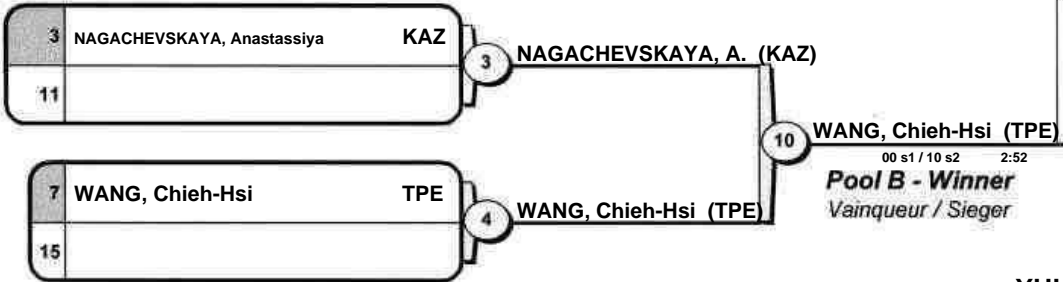 3 NAGACHEVSKAYA, Anastassiya KAZ
11
3 NAGACHEVSKAYA, A. (KAZ)
10 WANG, Chieh-Hsi (TPE)
00 s1 / 10 s2 2:52
Pool B - Winner
Vainqueur / Sieger
7 WANG, Chieh-Hsi TPE
15
4 WANG, Chieh-Hsi (TPE)